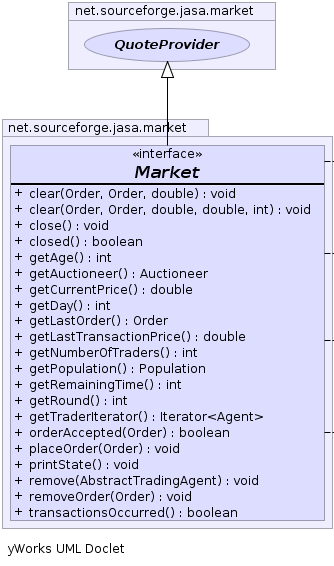 net.sourceforge.jasa.market
QuoteProvider
net.sourceforge.jasa.market
«interface»
Market
+ clear(Order, Order, double) : void
+ clear(Order, Order, double, double, int) : void
+ close() : void
+ closed() : boolean
+ getAge() : int
+ getAuctioneer() : Auctioneer
+ getCurrentPrice() : double
+ getDay() : int
+ getLastOrder() : Order
+ getLastTransactionPrice() : double
+ getNumberOfTraders() : int
+ getPopulation() : Population
+ getRemainingTime() : int
+ getRound() : int
+ getTraderIterator() : Iterator<Agent>
+ orderAccepted(Order) : boolean
+ placeOrder(Order) : void
+ printState() : void
+ remove(AbstractTradingAgent) : void
+ removeOrder(Order) : void
+ transactionsOccurred() : boolean
yWorks UML Doclet